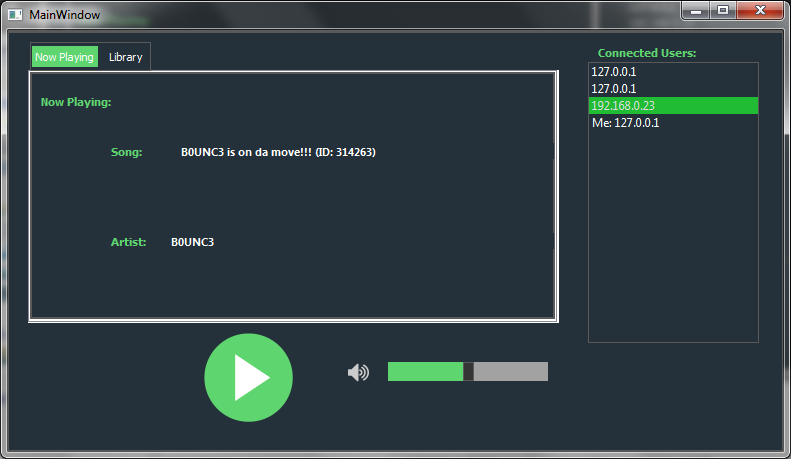 MainWindow
Now Playing
Library
Now Playing:
Song: B0UNC3 is on da move!!! (ID: 314263)
Artist: B0UNC3
Connected Users:
127.0.0.1
127.0.0.1
192.168.0.23
Me: 127.0.0.1